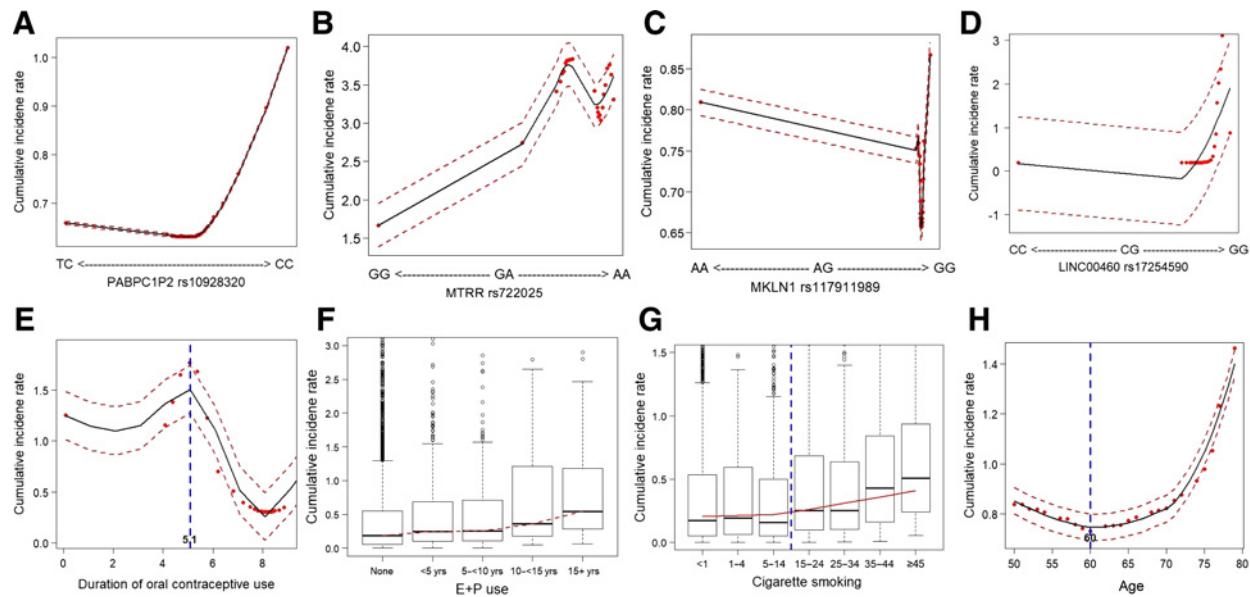 A
Cumulative incidene rate
1.0
0.9
0.8
0.7
TC <------------------------------> CC
PABPC1P2 rs10928320
B
Cumulative incidene rate
4.0
3.5
3.0
2.5
2.0
1.5
GG <------------- GA -------------> AA
MTRR rs722025
C
Cumulative incidene rate
0.85
0.80
0.75
0.70
0.65
AA <------------- AG -------------> GG
MKLN1 rs117911989
D
Cumulative incidene rate
3
2
1
0
-1
CC <------------- CG -------------> GG
LINC00460 rs17254590
E
Cumulative incidene rate
1.5
1.0
0.5
0.0
5.1
0 2 4 6 8
Duration of oral contraceptive use
F
Cumulative incidene rate
3.0
2.5
2.0
1.5
1.0
0.5
0.0
None <5 yrs 5-<10 yrs 10-<15 yrs 15+ yrs
E+P use
G
Cumulative incidene rate
1.5
1.0
0.5
0.0
<1 1–4 5–14 15–24 25–34 35–44 ≥45
Cigarette smoking
H
Cumulative incidene rate
1.4
1.2
1.0
0.8
60
50 55 60 65 70 75 80
Age